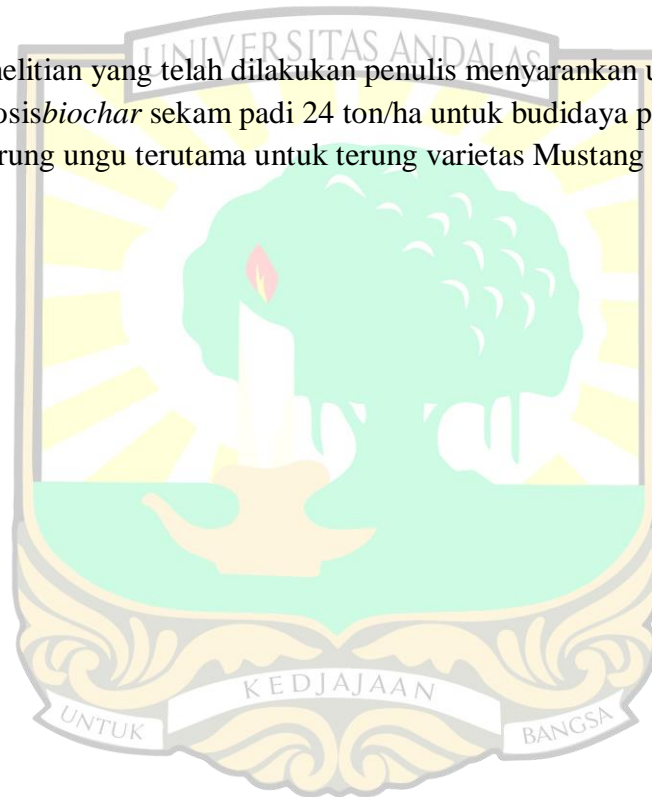 UNIVERSITAS ANDALAS
nelitian yang telah dilakukan penulis menyarankan u
osisbiochar sekam padi 24 ton/ha untuk budidaya p
rung ungu terutama untuk terung varietas Mustang
KEDJAJAAN
UNTUK
BANGSA